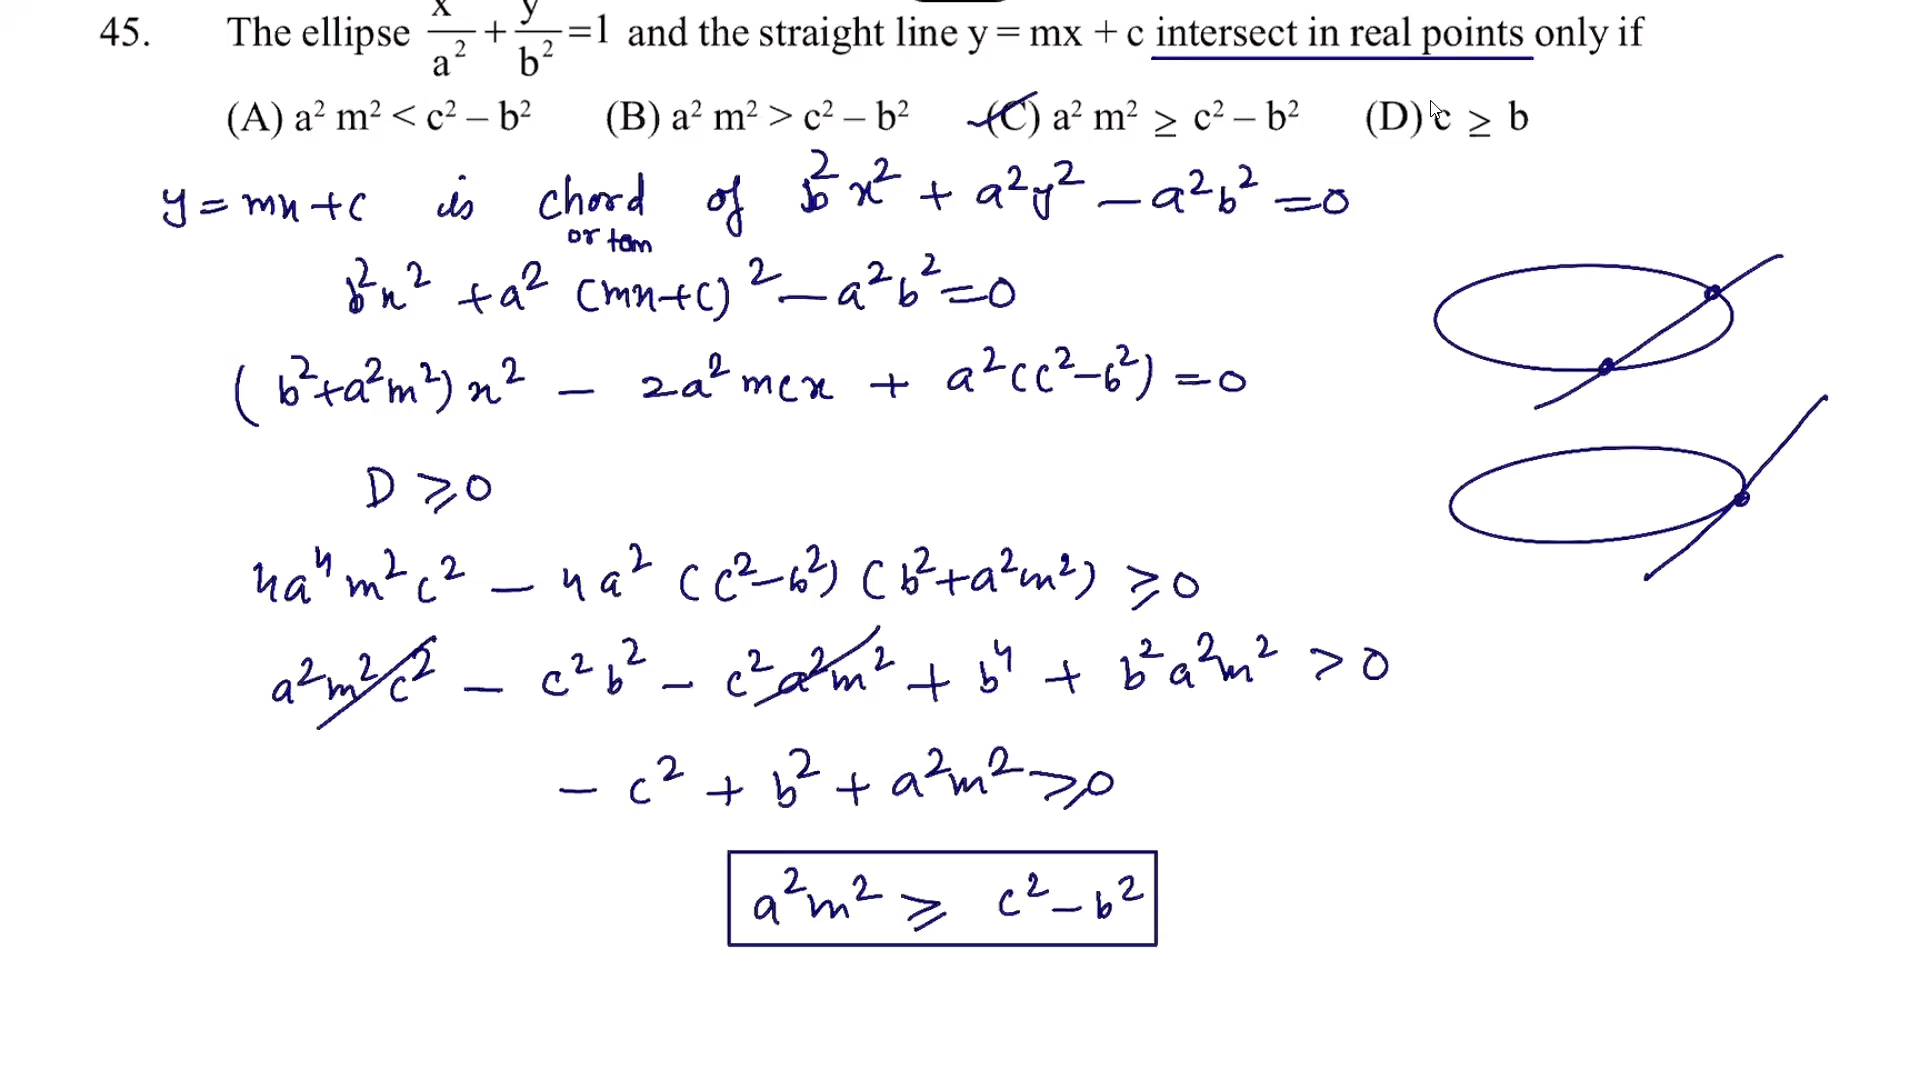 45. The ellipse x/a² + y/b² =1 and the straight line y = mx + c intersect in real points only if
(A) a² m² < c² – b² (B) a² m² > c² – b² (C) a² m² ≥ c² – b² (D) c ≥ b
y = mx + c is chord of b²x² + a²y² – a²b² = 0
or tan
b²x² + a² (mx+c)² – a²b² = 0
(b²+a²m²)x² – 2a²mcx + a²(c²–b²) = 0
D ≥ 0
4a⁴m²c² – 4a² (c²–b²) (b²+a²m²) ≥ 0
a²m²c² – c²b² – c²a²m² + b⁴ + b²a²m² > 0
– c² + b² + a²m² ≥ 0
a²m² ≥ c² – b²